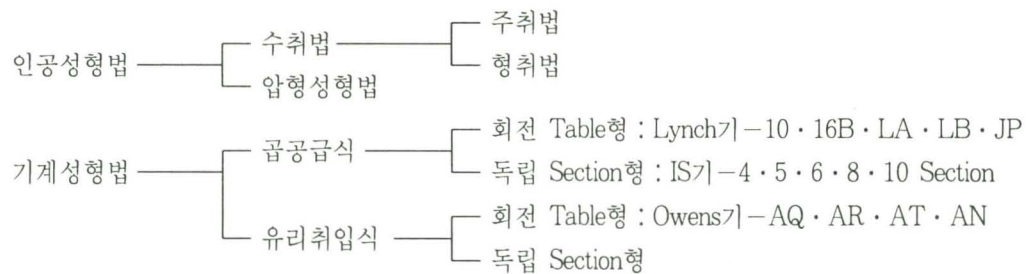 주취법
수취법
인공성형법
형취법
압형성형법
회전 Table형 : Lynch기-10·16B·LA·LB·JP
곱공급식
기계성형법
독립 Section형 : IS기-4·5·6·8·10 Section
회전 Table형 : Owens기-AQ·AR·AT·AN
유리취입식
독립 Section형